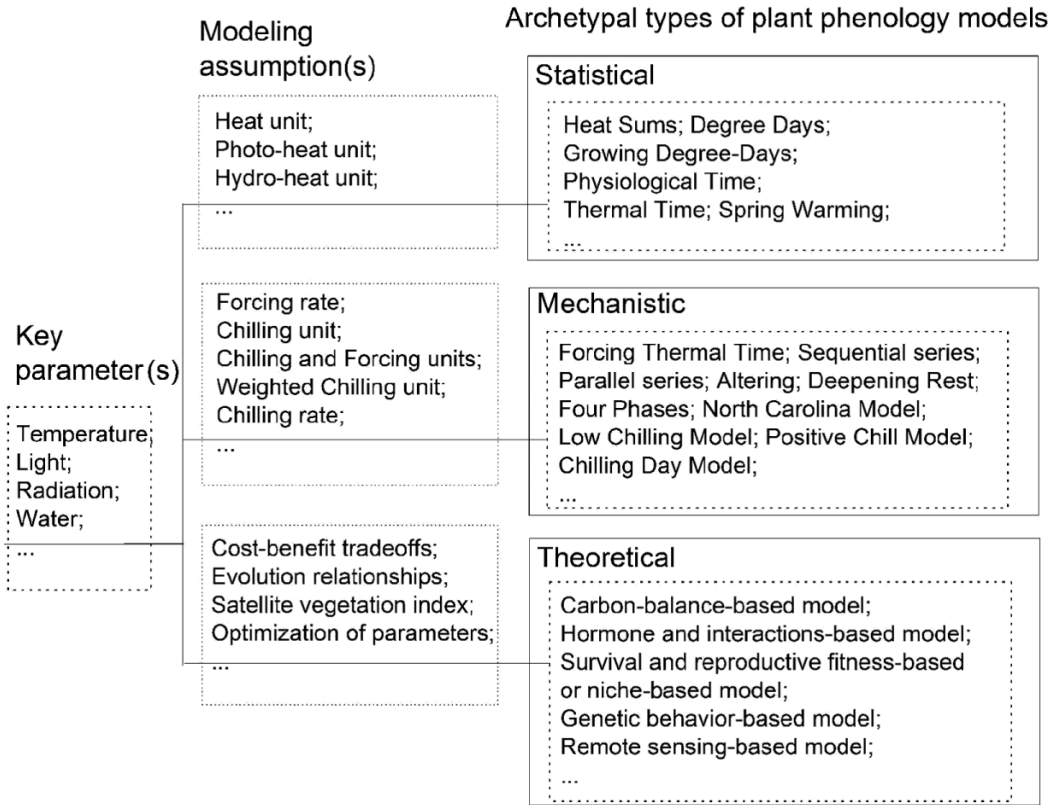 Archetypal types of plant phenology models
Modeling
assumption(s)
Statistical
Heat unit;
Photo-heat unit;
Hydro-heat unit;
...
Heat Sums; Degree Days;
Growing Degree-Days;
Physiological Time;
Thermal Time; Spring Warming;
...
Key
parameter(s)
Temperature;
Light;
Radiation;
Water;
...
Forcing rate;
Chilling unit;
Chilling and Forcing units;
Weighted Chilling unit;
Chilling rate;
...
Mechanistic
Forcing Thermal Time; Sequential series;
Parallel series; Altering; Deepening Rest;
Four Phases; North Carolina Model;
Low Chilling Model; Positive Chill Model;
Chilling Day Model;
...
Cost-benefit tradeoffs;
Evolution relationships;
Satellite vegetation index;
Optimization of parameters;
...
Theoretical
Carbon-balance-based model;
Hormone and interactions-based model;
Survival and reproductive fitness-based
or niche-based model;
Genetic behavior-based model;
Remote sensing-based model;
...